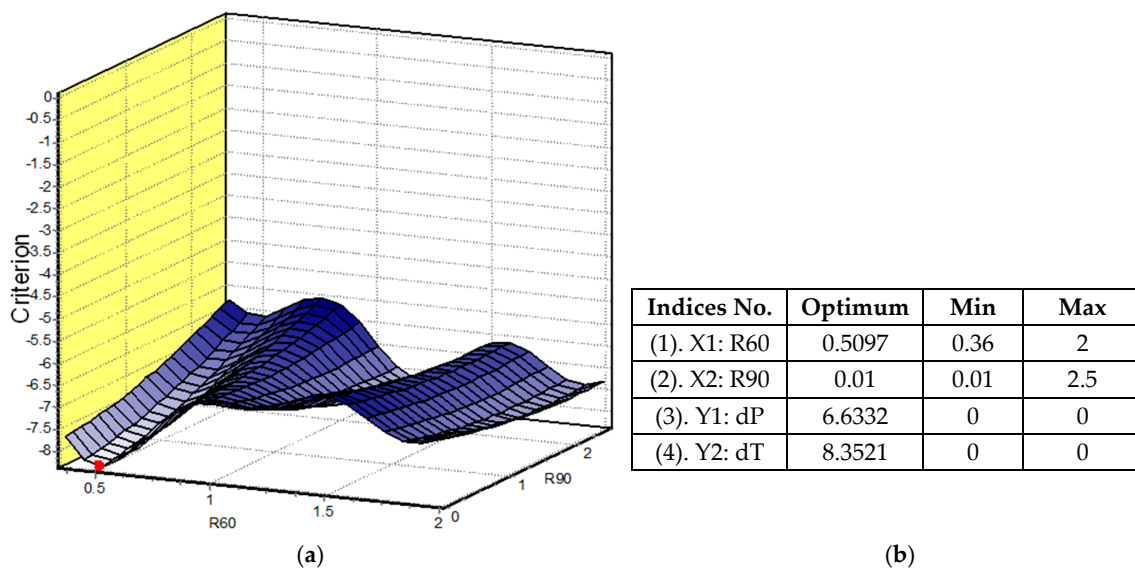 Criterion
0
-0.5
-1
-1.5
-2
-2.5
-3
-3.5
-4
-4.5
-5
-5.5
-6
-6.5
-7
-7.5
-8
0.5
1
1.5
2
R60
0
1
2
R90
(a)
Indices No. Optimum Min Max
(1). X1: R60 0.5097 0.36 2
(2). X2: R90 0.01 0.01 2.5
(3). Y1: dP 6.6332 0 0
(4). Y2: dT 8.3521 0 0
(b)